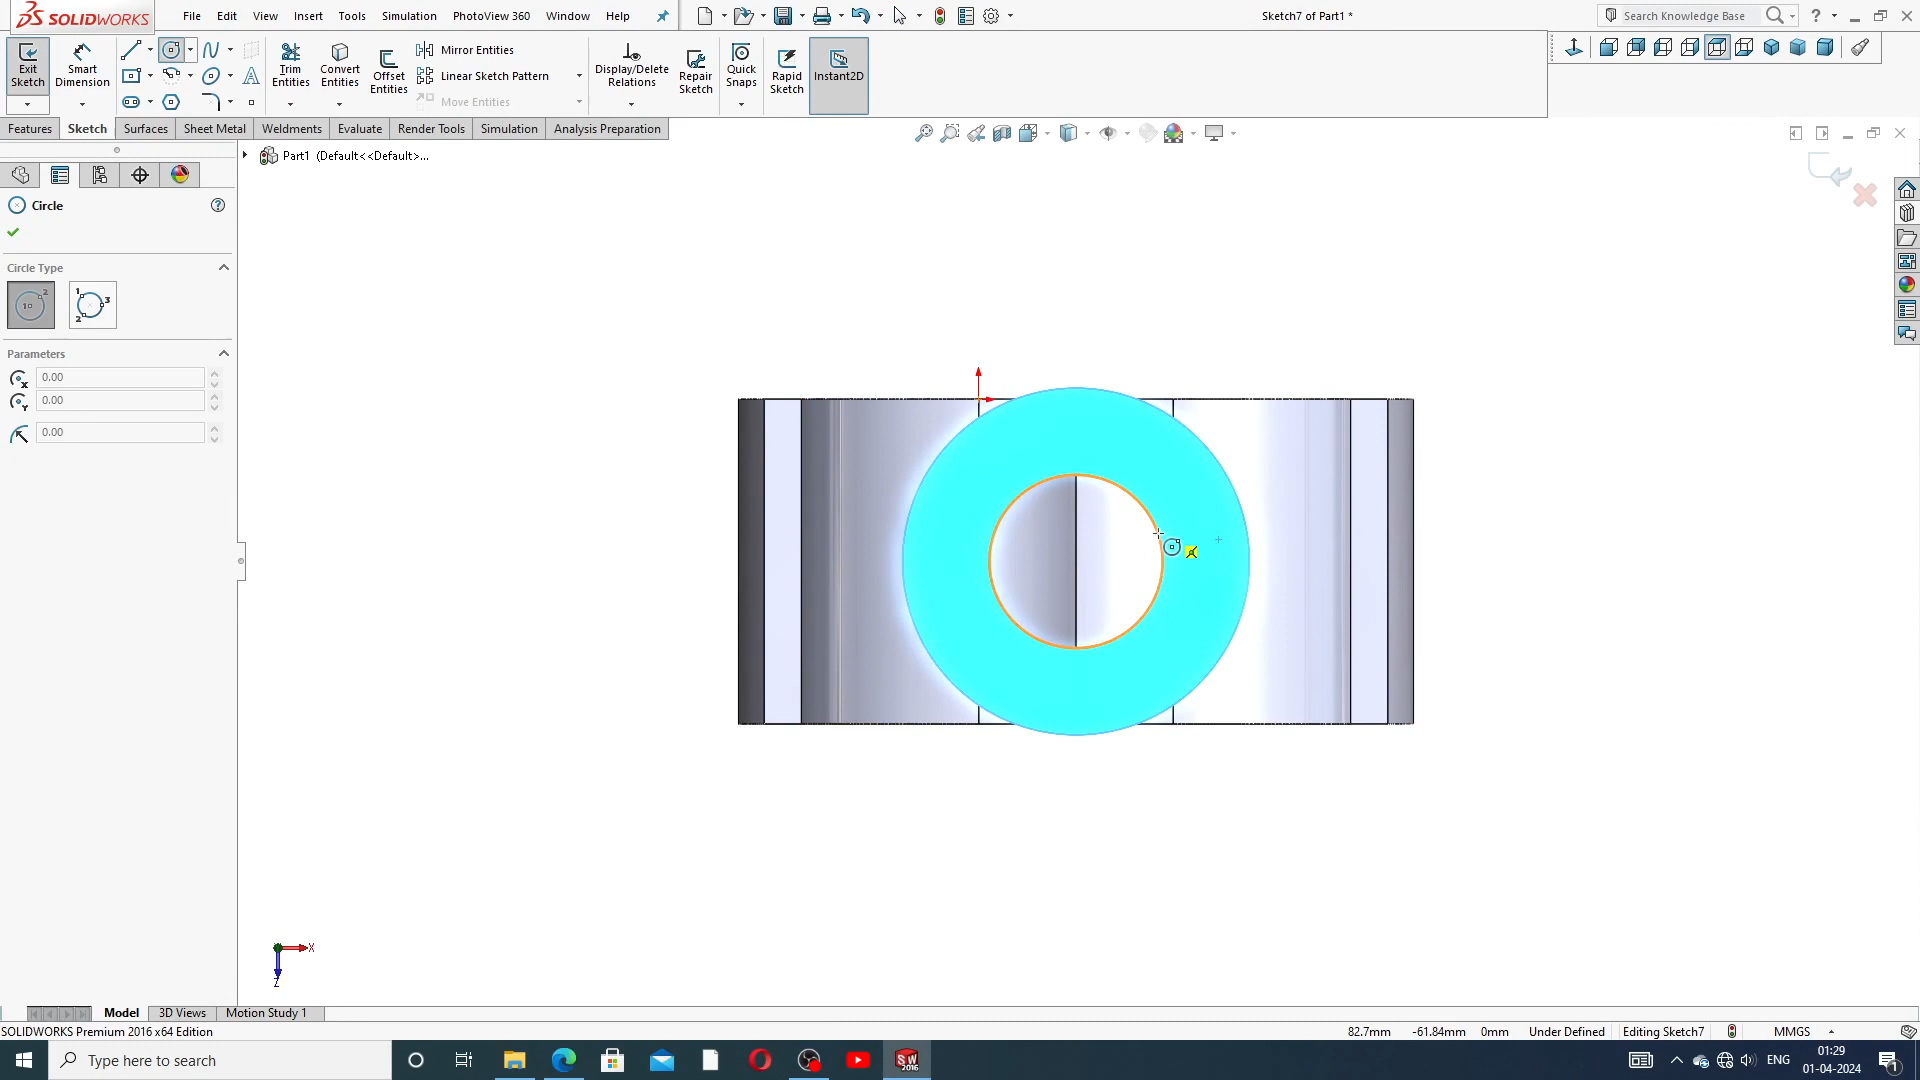 SOLIDWORKS
File Edit View Insert Tools Simulation PhotoView 360 Window Help
Sketch7 of Part1 *
Search Knowledge Base
Exit Sketch
Smart Dimension
Trim Entities
Convert Entities
Offset Entities
Mirror Entities
Linear Sketch Pattern
Move Entities
Display/Delete Relations
Repair Sketch
Quick Snaps
Rapid Sketch
Instant2D
Features Sketch Surfaces Sheet Metal Weldments Evaluate Render Tools Simulation Analysis Preparation
Part1 (Default<<Default>...
Circle
Circle Type
Parameters
0.00
0.00
0.00
X
Z
Model 3D Views Motion Study 1
SOLIDWORKS Premium 2016 x64 Edition
82.7mm -61.84mm 0mm Under Defined Editing Sketch7 MMGS
Type here to search
ENG
01:29
01-04-2024